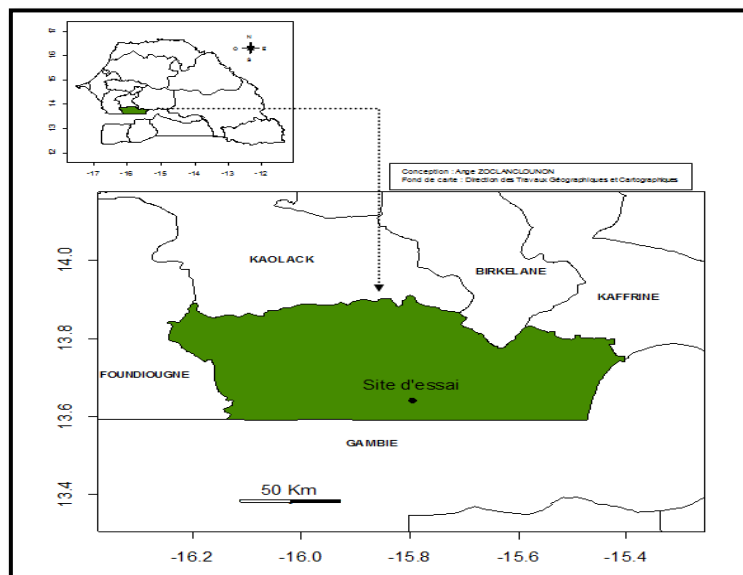 17
16
15
14
13
12
N
O E
S
-17 -16 -15 -14 -13 -12
Conception : Ange ZOCLANCLOUNON
Fond de carte : Direction des Travaux Géographiques et Cartographiques
14.0
13.8
13.6
13.4
KAOLACK
BIRKELANE
KAFFRINE
FOUNDIOUGNE
Site d'essai
GAMBIE
50 Km
-16.2 -16.0 -15.8 -15.6 -15.4